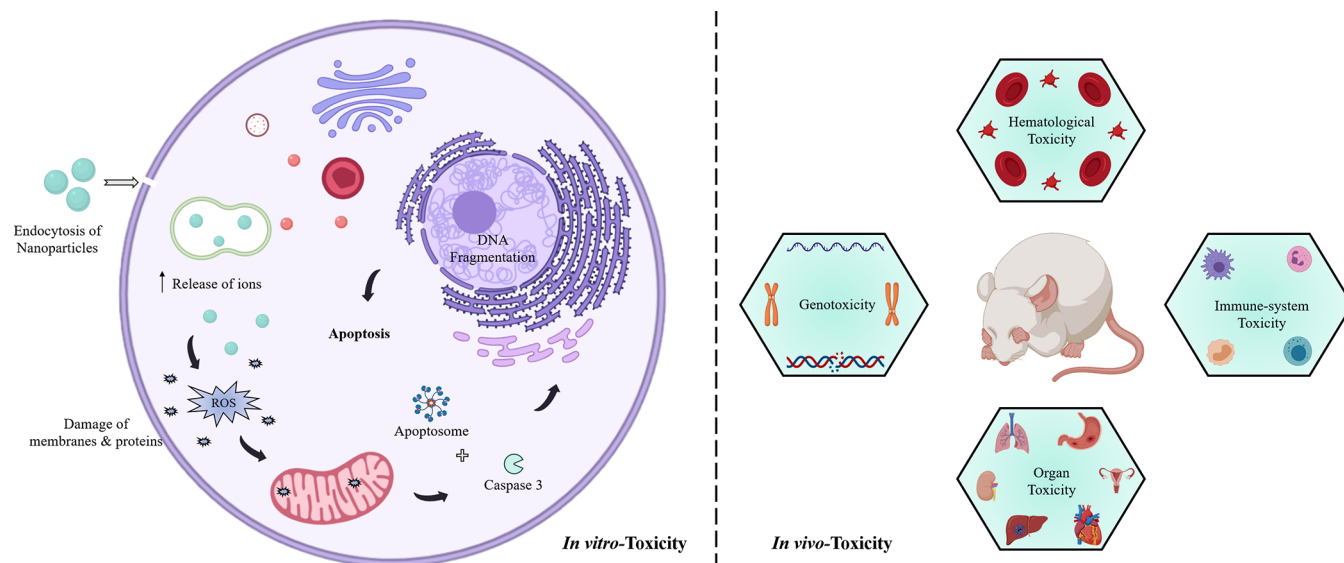 Endocytosis of
Nanoparticles
Release of ions
ROS
Damage of
membranes & proteins
DNA
Fragmentation
Apoptosis
Apoptosome
Caspase 3
In vitro-Toxicity
In vivo-Toxicity
Hematological
Toxicity
Genotoxicity
Immune-system
Toxicity
Organ
Toxicity